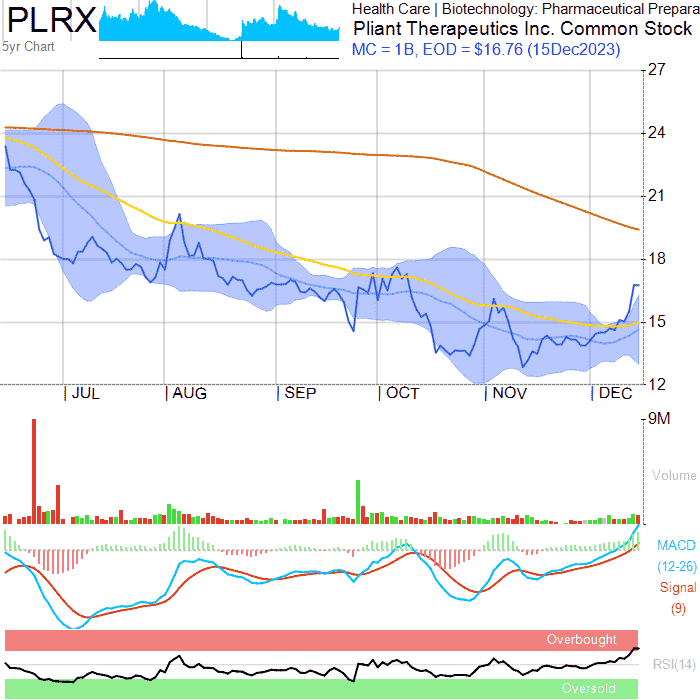 PLRX
5yr Chart
Health Care | Biotechnology: Pharmaceutical Prepara
Pliant Therapeutics Inc. Common Stock
MC = 1B, EOD = $16.76 (15Dec2023)
27
24
21
18
15
12
| JUL | AUG | SEP | OCT | NOV | DEC
9M
Volume
MACD
(12-26)
Signal
(9)
Overbought
RSI(14)
Oversold